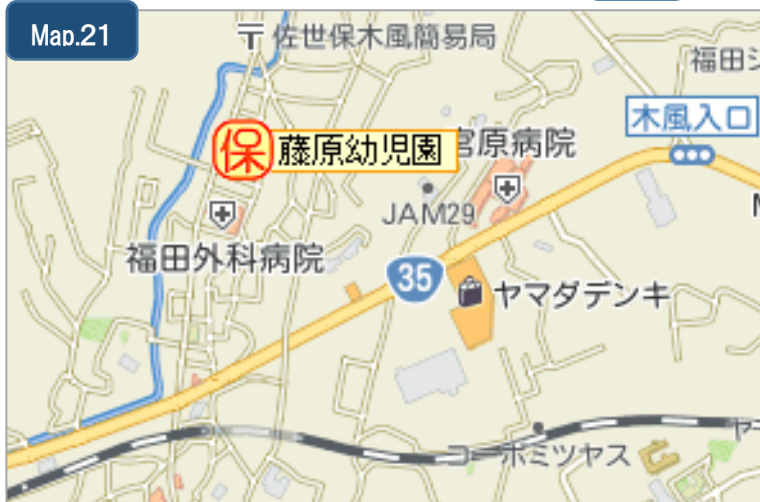 Map.21
〒佐世保木風簡易局
福田
木風入口
保 藤原幼児園
宮原病院
JAM29
福田外科病院
35
ヤマダデンキ
コーポミツヤス